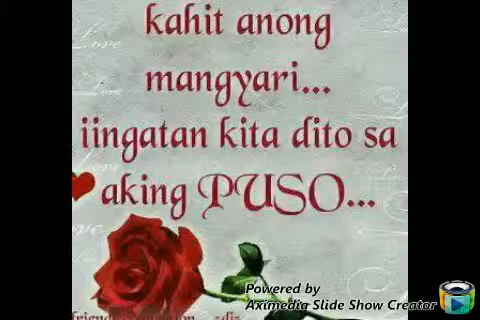 kahit anong
mangyari...
iingatan kita dito sa
aking PUSO...
Powered by
Aximedia Slide Show Creator